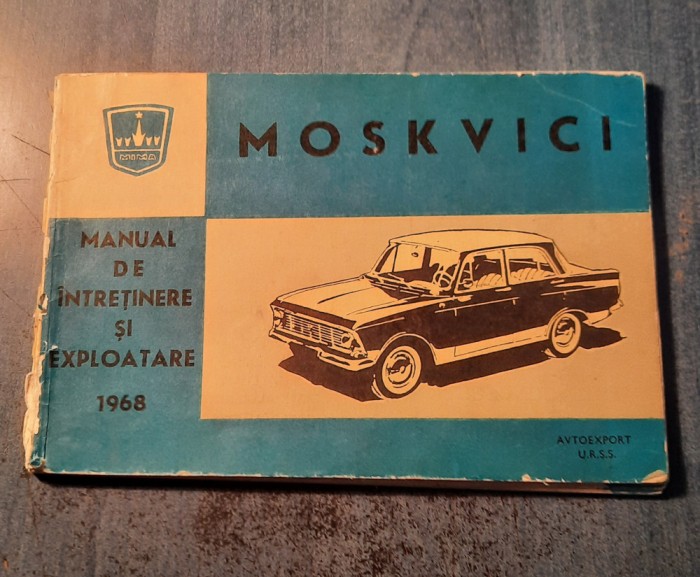 MOSKVICI
MANUAL
DE
ÎNTREȚINERE
ȘI
EXPLOATARE
1968
AVTOEXPORT
U.R.S.S.